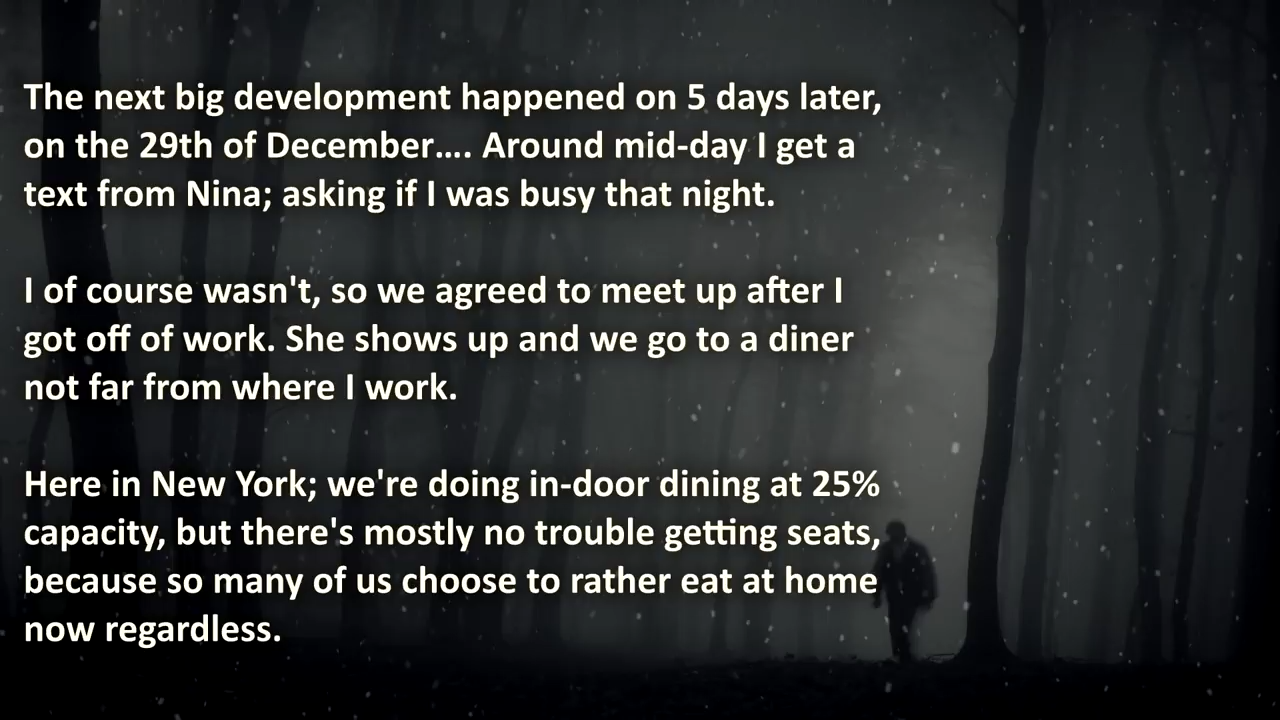 The next big development happened on 5 days later,
on the 29th of December.... Around mid-day I get a
text from Nina; asking if I was busy that night.
I of course wasn't, so we agreed to meet up after I
got off of work. She shows up and we go to a diner
not far from where I work.
Here in New York; we're doing in-door dining at 25%
capacity, but there's mostly no trouble getting seats,
because so many of us choose to rather eat at home
now regardless.